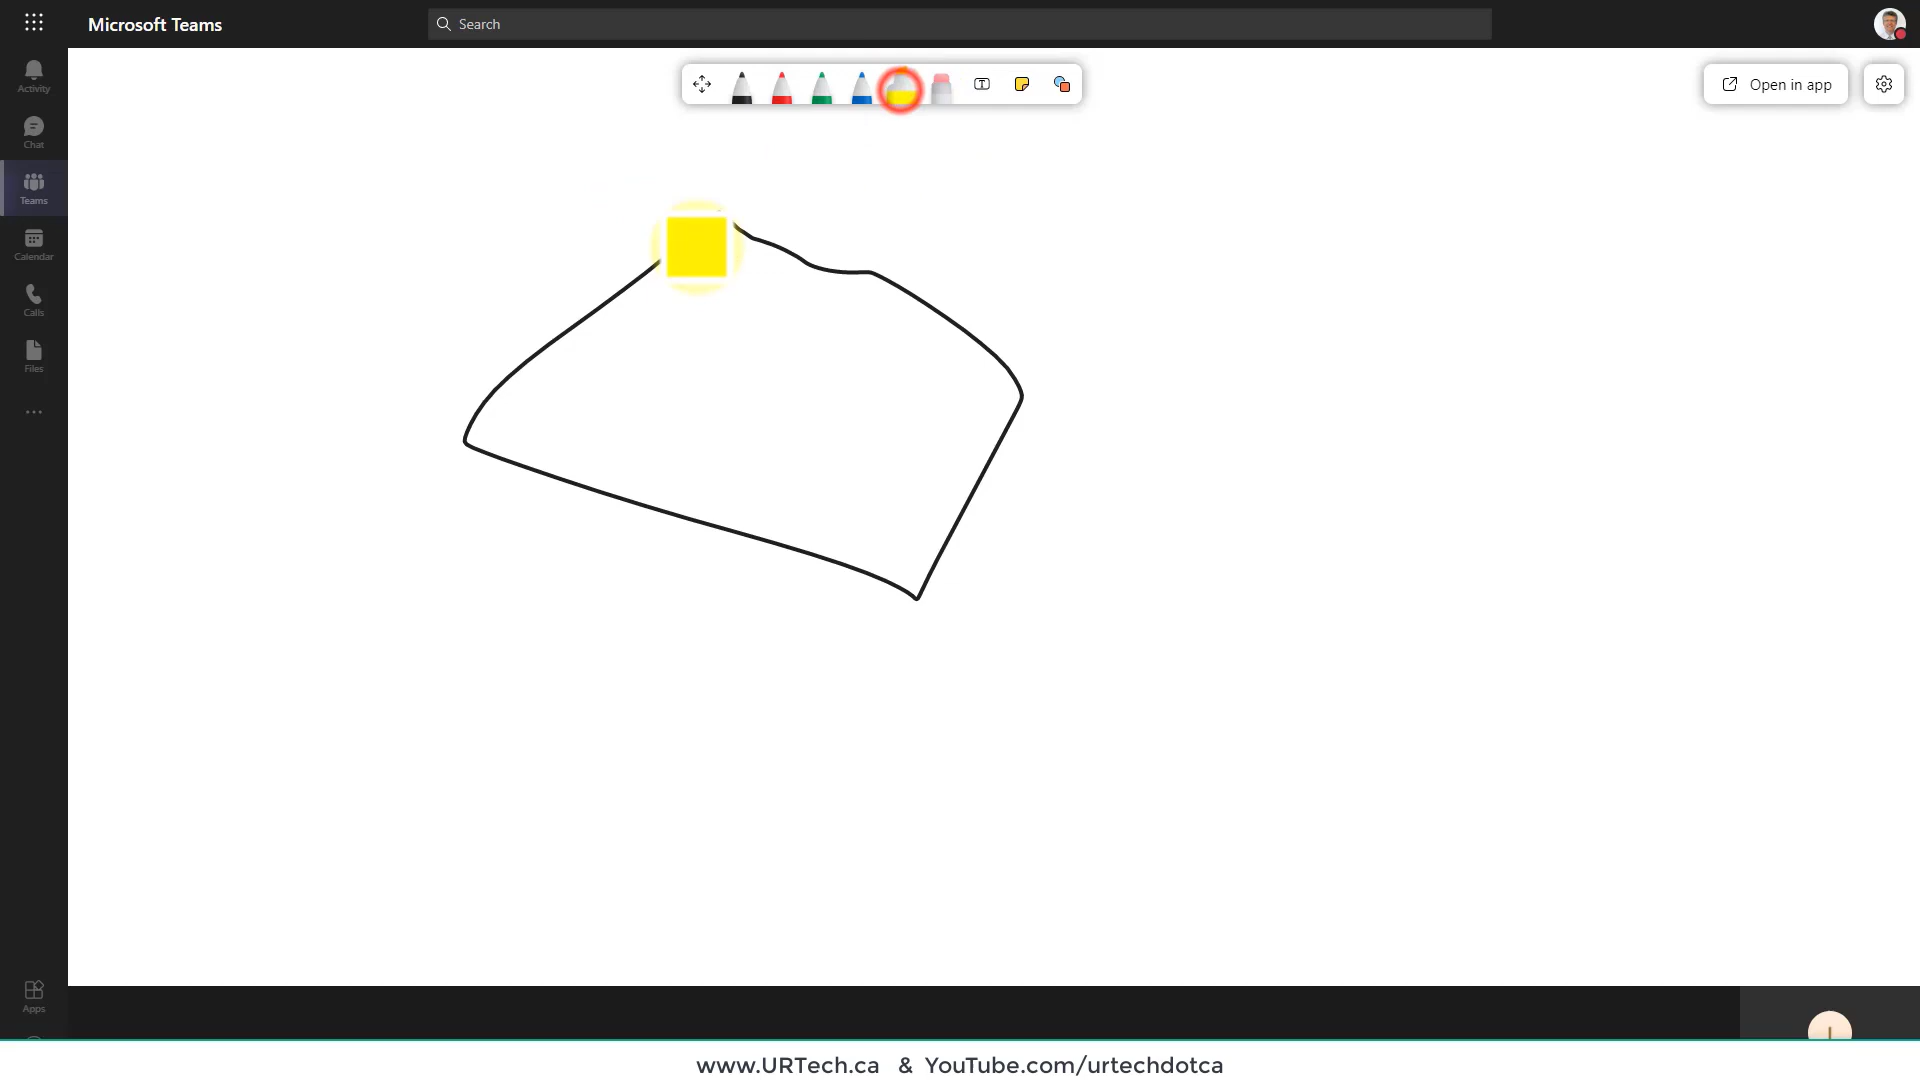 Microsoft Teams
Search
Activity
Chat
Teams
Calendar
Calls
Files
Apps
Open in app
www.URTech.ca & YouTube.com/urtechdotca